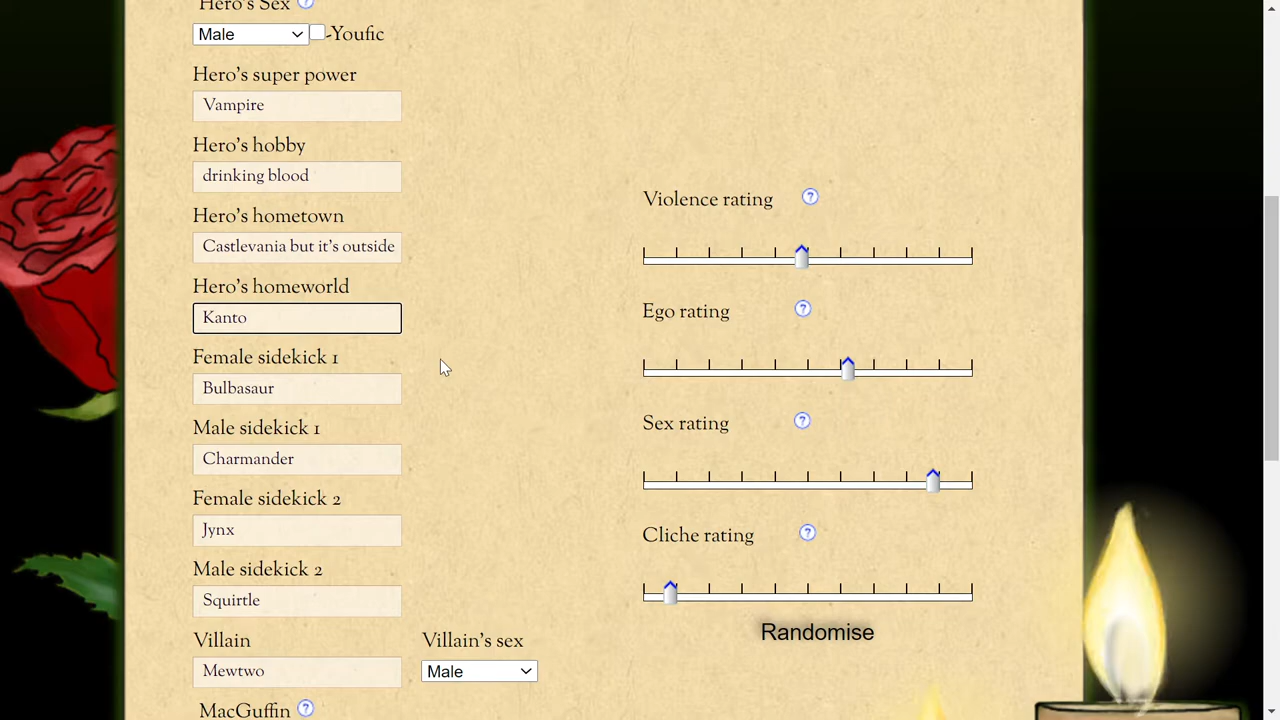 Hero's Sex ?
Male -Youfic
Hero's super power
Vampire
Hero's hobby
drinking blood
Hero's hometown
Castlevania but it's outside
Hero's homeworld
Kanto
Female sidekick 1
Bulbasaur
Male sidekick 1
Charmander
Female sidekick 2
Jynx
Male sidekick 2
Squirtle
Villain
Mewtwo
Villain's sex
Male
MacGuffin ?
Violence rating ?
Ego rating ?
Sex rating ?
Cliche rating ?
Randomise